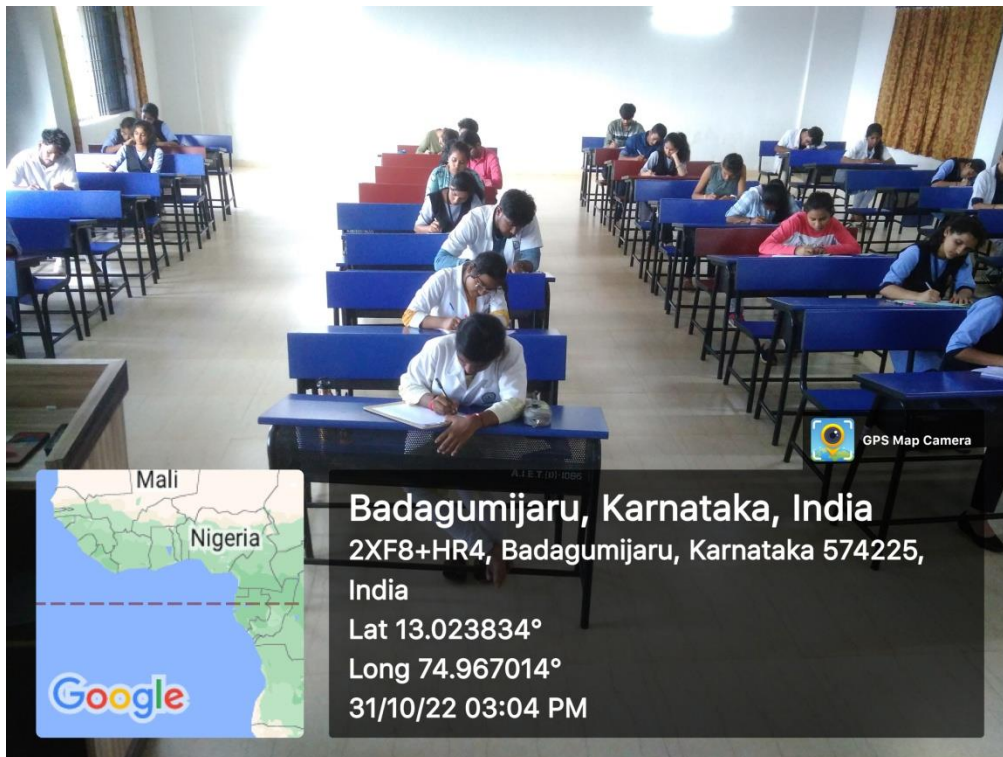 A.I.E.T.(D)-1095
GPS Map Camera
Mali
Nigeria
Google
Badagumijaru, Karnataka, India
2XF8+HR4, Badagumijaru, Karnataka 574225,
India
Lat 13.023834°
Long 74.967014°
31/10/22 03:04 PM